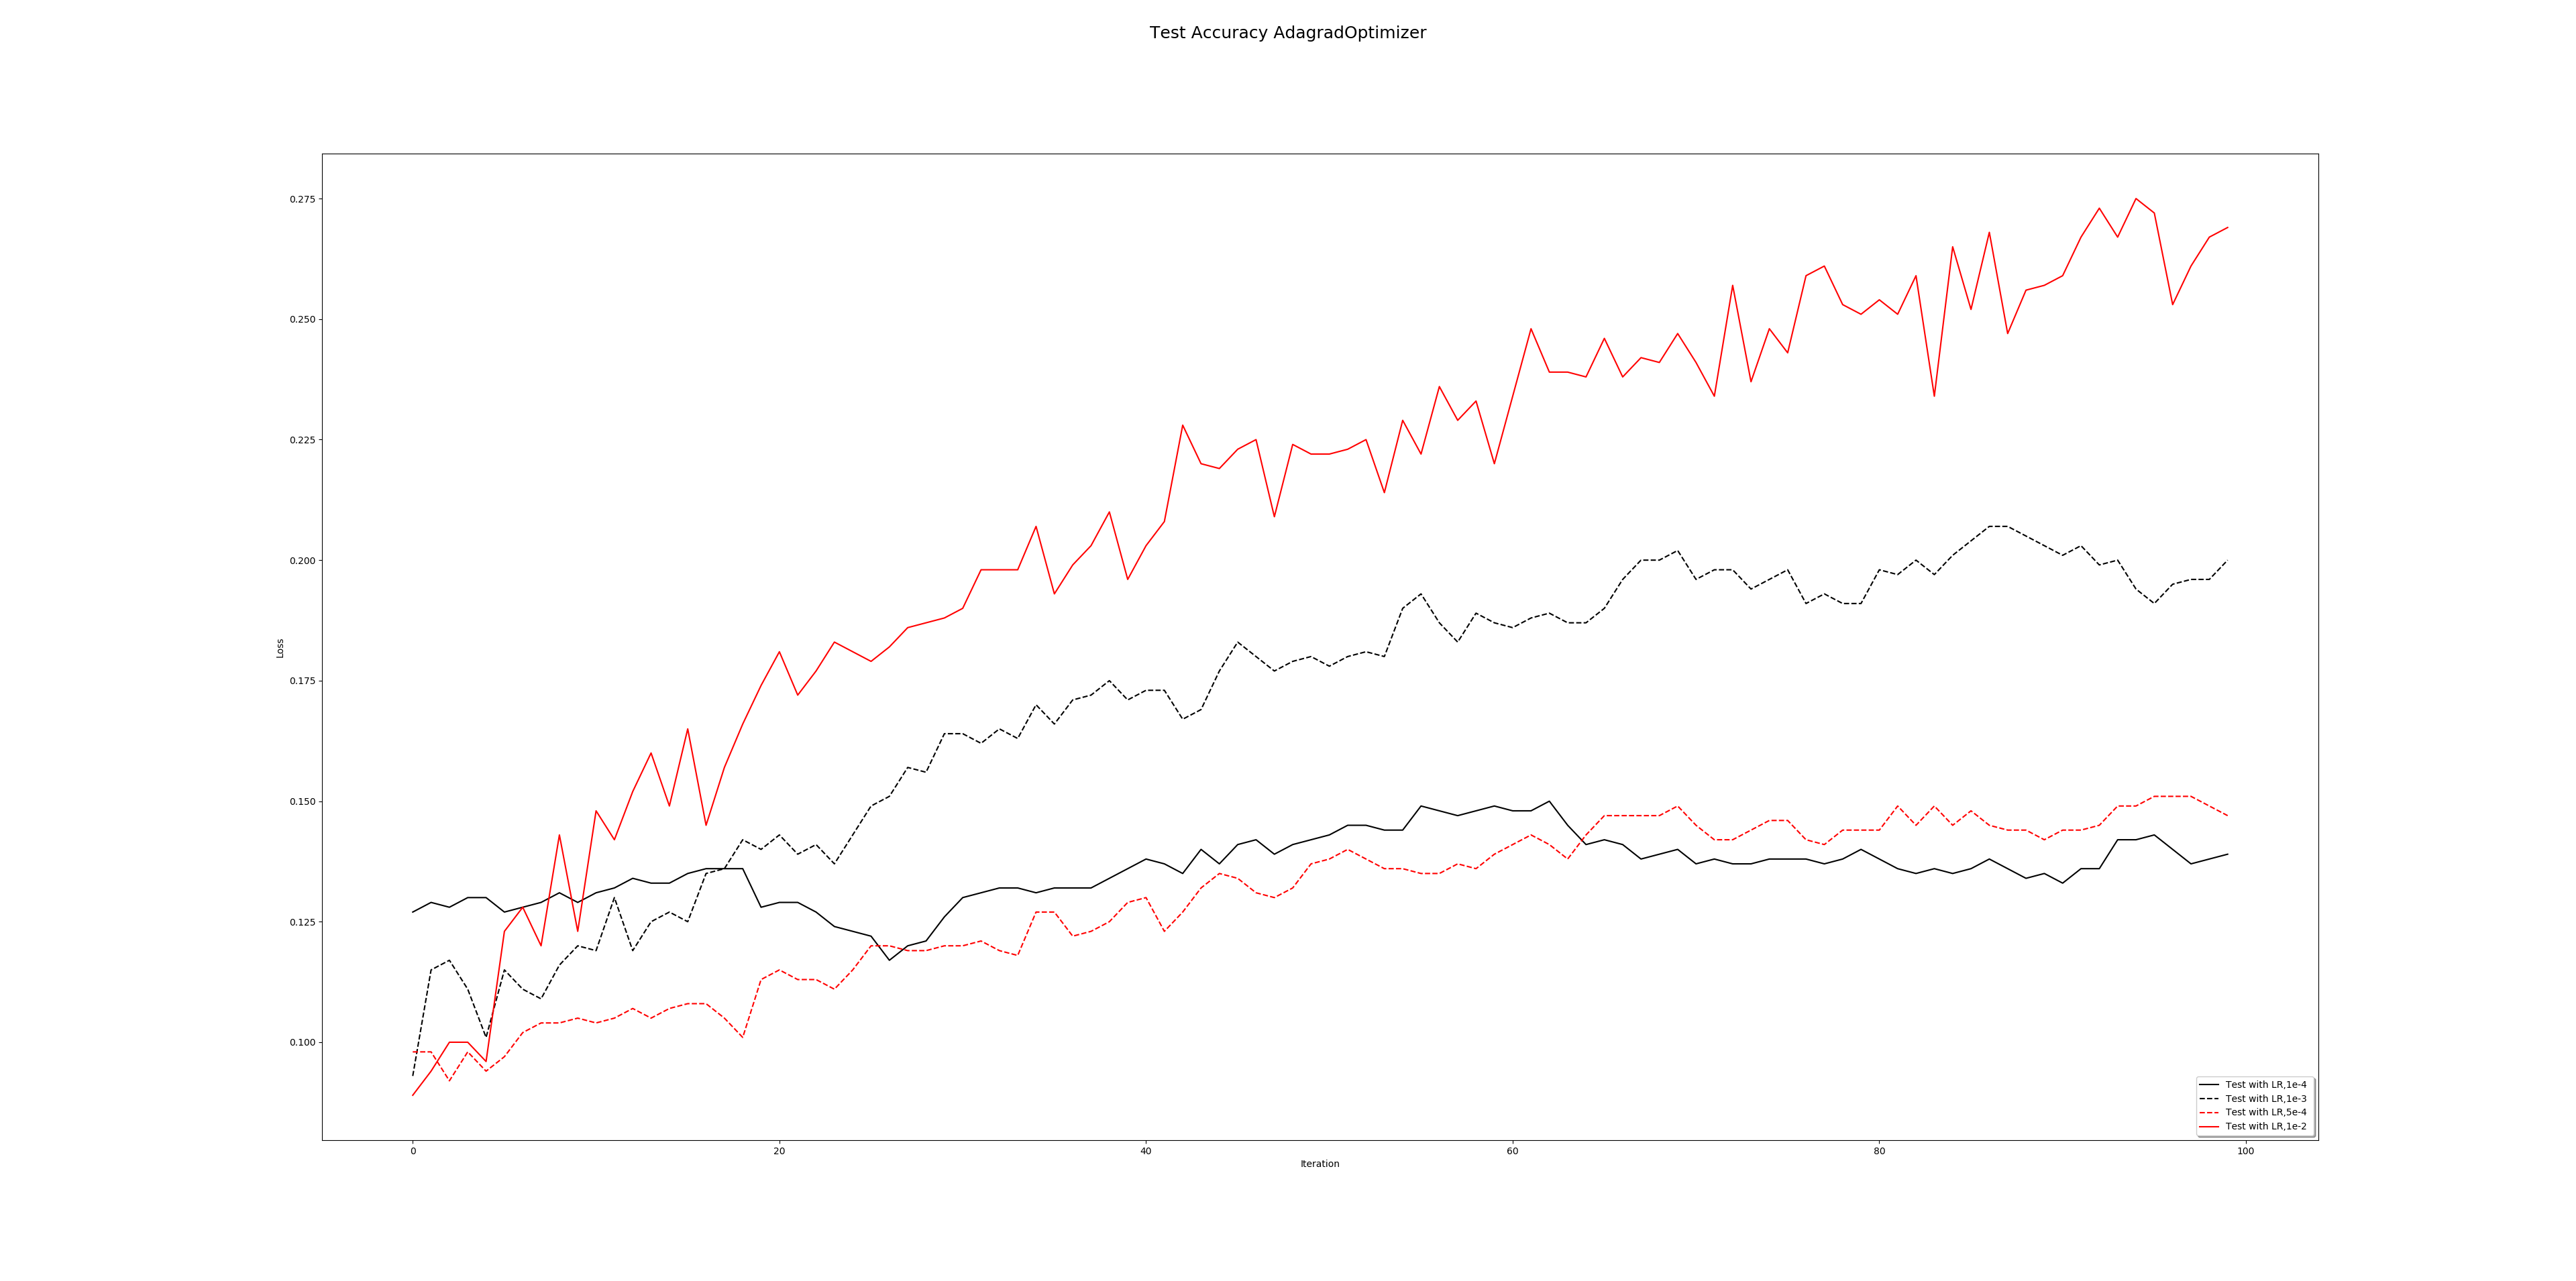 Test Accuracy AdagradOptimizer
0.275
0.250
0.225
0.200
0.175
0.150
0.125
0.100
Loss
0 20 40 60 80 100
Iteration
Test with LR,1e-4
Test with LR,1e-3
Test with LR,5e-4
Test with LR,1e-2